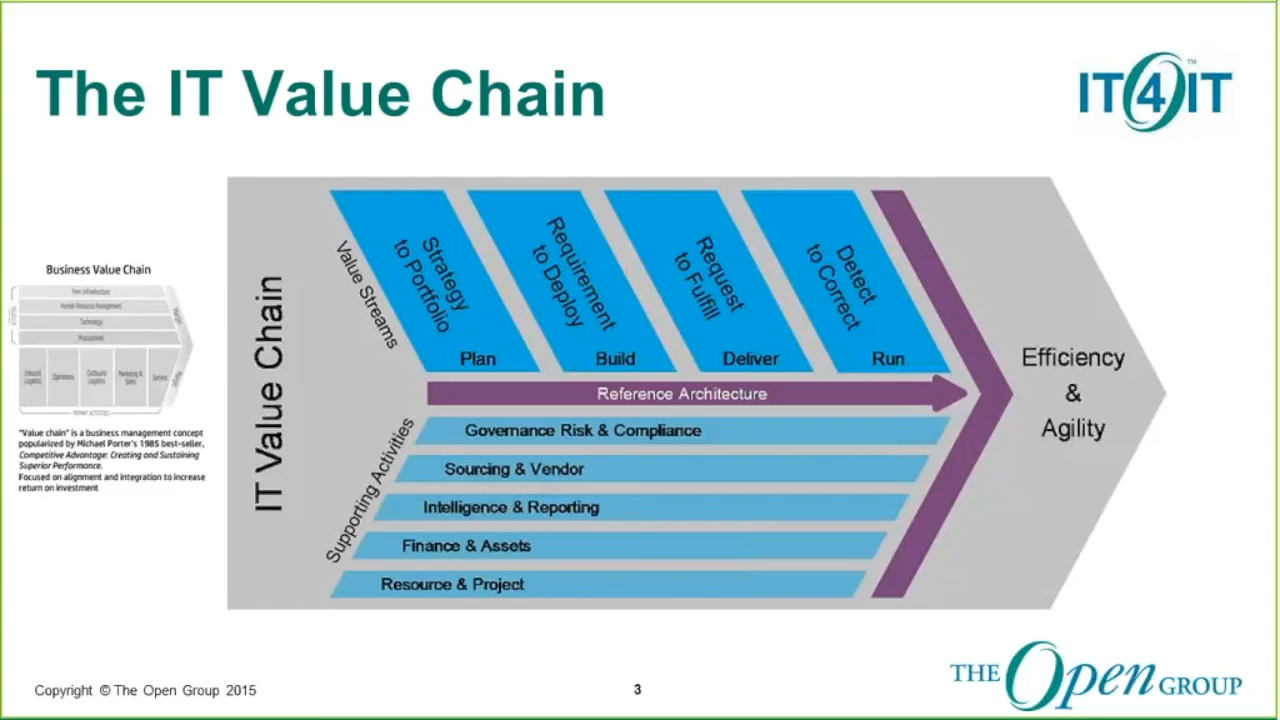 The IT Value Chain
IT4IT™
Business Value Chain
Firm Infrastructure
Human Resource Management
Technology
Procurement
Inbound
Logistics
Operations
Outbound
Logistics
Marketing &
Sales
Service
PRIMARY ACTIVITIES
"Value chain" is a business management concept
popularized by Michael Porter's 1985 best-seller,
Competitive Advantage: Creating and Sustaining
Superior Performance.
Focused on alignment and integration to increase
return on investment
IT Value Chain
Value Streams
Strategy
to Portfolio
Plan
Requirement
to Deploy
Build
Request
to Fulfill
Deliver
Detect
to Correct
Run
Reference Architecture
Supporting Activities
Governance Risk & Compliance
Sourcing & Vendor
Intelligence & Reporting
Finance & Assets
Resource & Project
Efficiency
&
Agility
Copyright © The Open Group 2015
3
THE Open GROUP